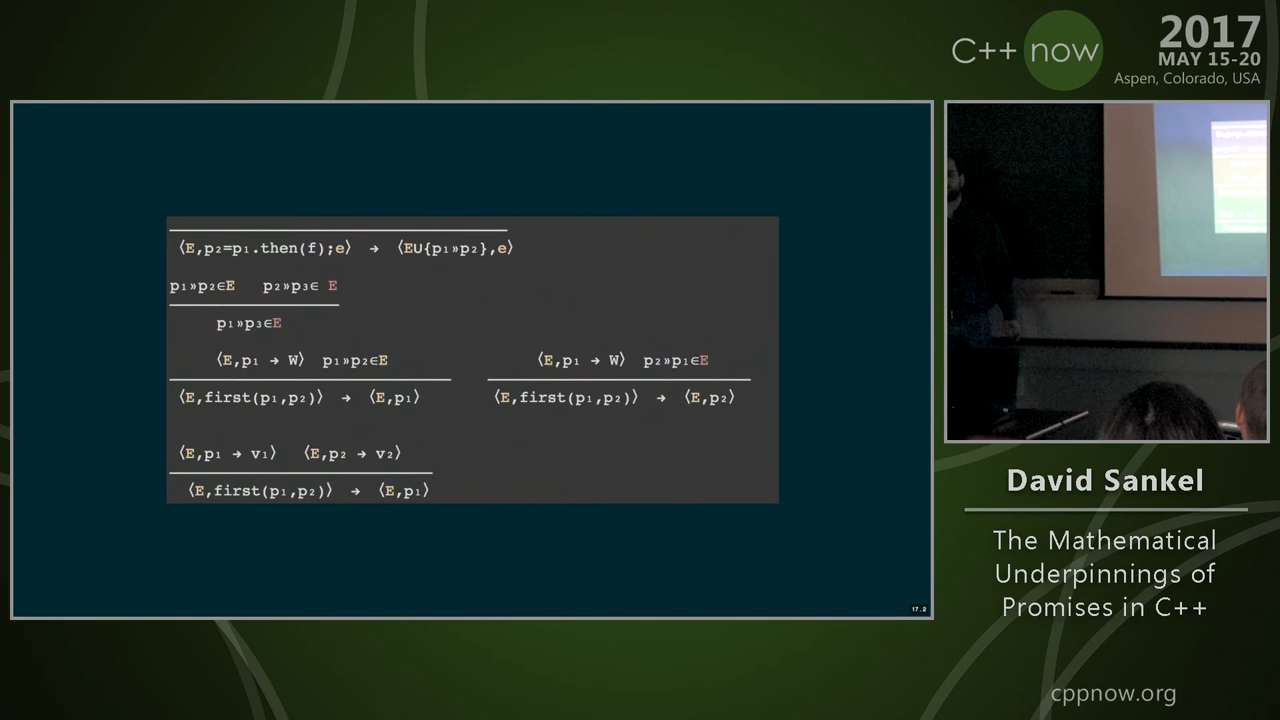 C++ now
2017
MAY 15-20
Aspen, Colorado, USA
⟨E,p₂=p₁.then(f);e⟩ → ⟨EU{p₁»p₂},e⟩
p₁»p₂∈E p₂»p₃∈ E
p₁»p₃∈E
⟨E,p₁ → W⟩ p₁»p₂∈E
⟨E,first(p₁,p₂)⟩ → ⟨E,p₁⟩
⟨E,p₁ → W⟩ p₂»p₁∈E
⟨E,first(p₁,p₂)⟩ → ⟨E,p₂⟩
⟨E,p₁ → v₁⟩ ⟨E,p₂ → v₂⟩
⟨E,first(p₁,p₂)⟩ → ⟨E,p₁⟩
17.2
David Sankel
The Mathematical
Underpinnings of
Promises in C++
cppnow.org